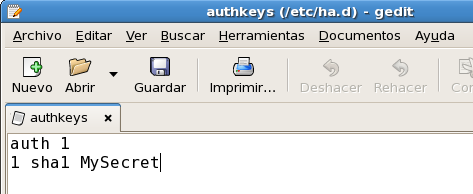 authkeys (/etc/ha.d) - gedit
Archivo Editar Ver Buscar Herramientas Documentos Ayuda
Nuevo Abrir Guardar Imprimir... Deshacer Rehacer
authkeys ×
auth 1
1 sha1 MySecret